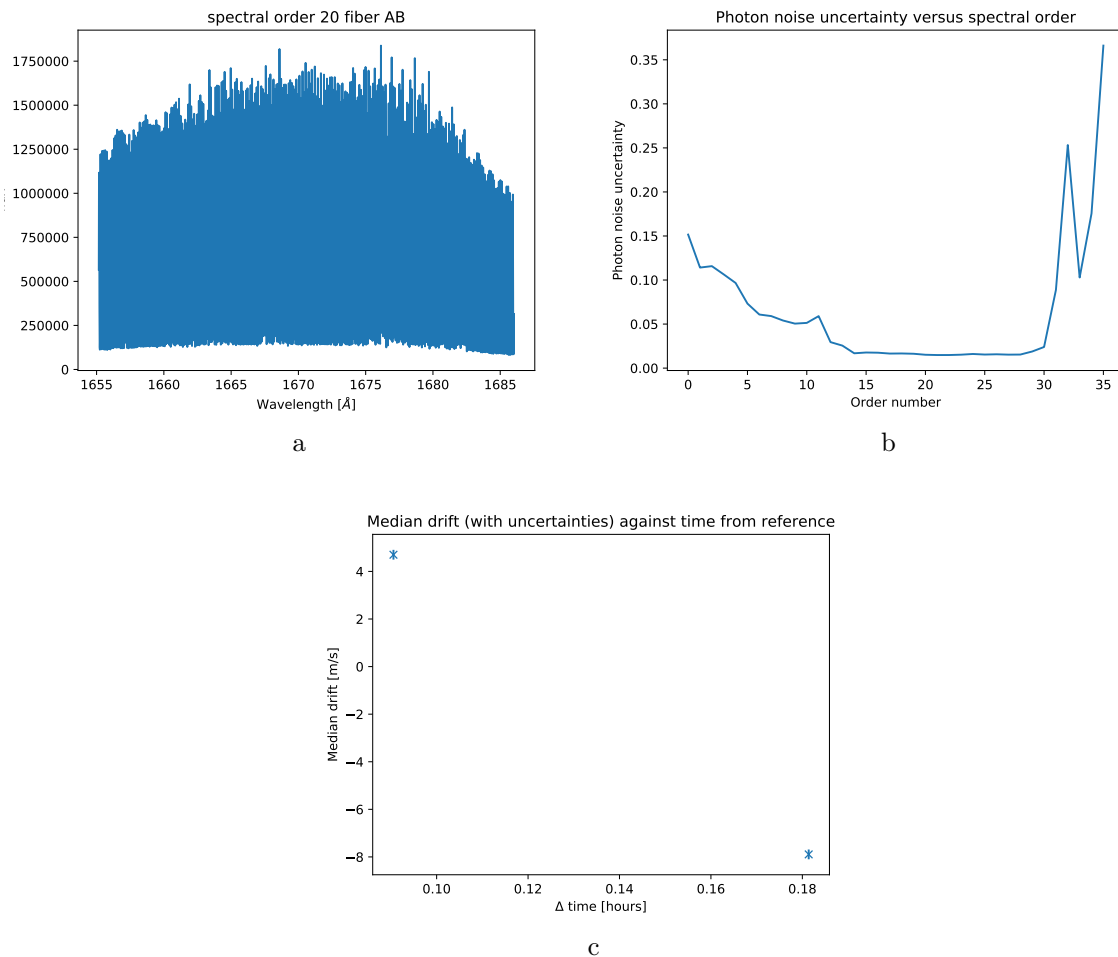 spectral order 20 fiber AB
1750000
1500000
1250000
1000000
750000
500000
250000
0
1655 1660 1665 1670 1675 1680 1685
Wavelength [Å]
a
Photon noise uncertainty versus spectral order
Photon noise uncertainty
0.35
0.30
0.25
0.20
0.15
0.10
0.05
0.00
0 5 10 15 20 25 30 35
Order number
b
Median drift (with uncertainties) against time from reference
Median drift [m/s]
4
2
0
−2
−4
−6
−8
0.10 0.12 0.14 0.16 0.18
Δ time [hours]
c